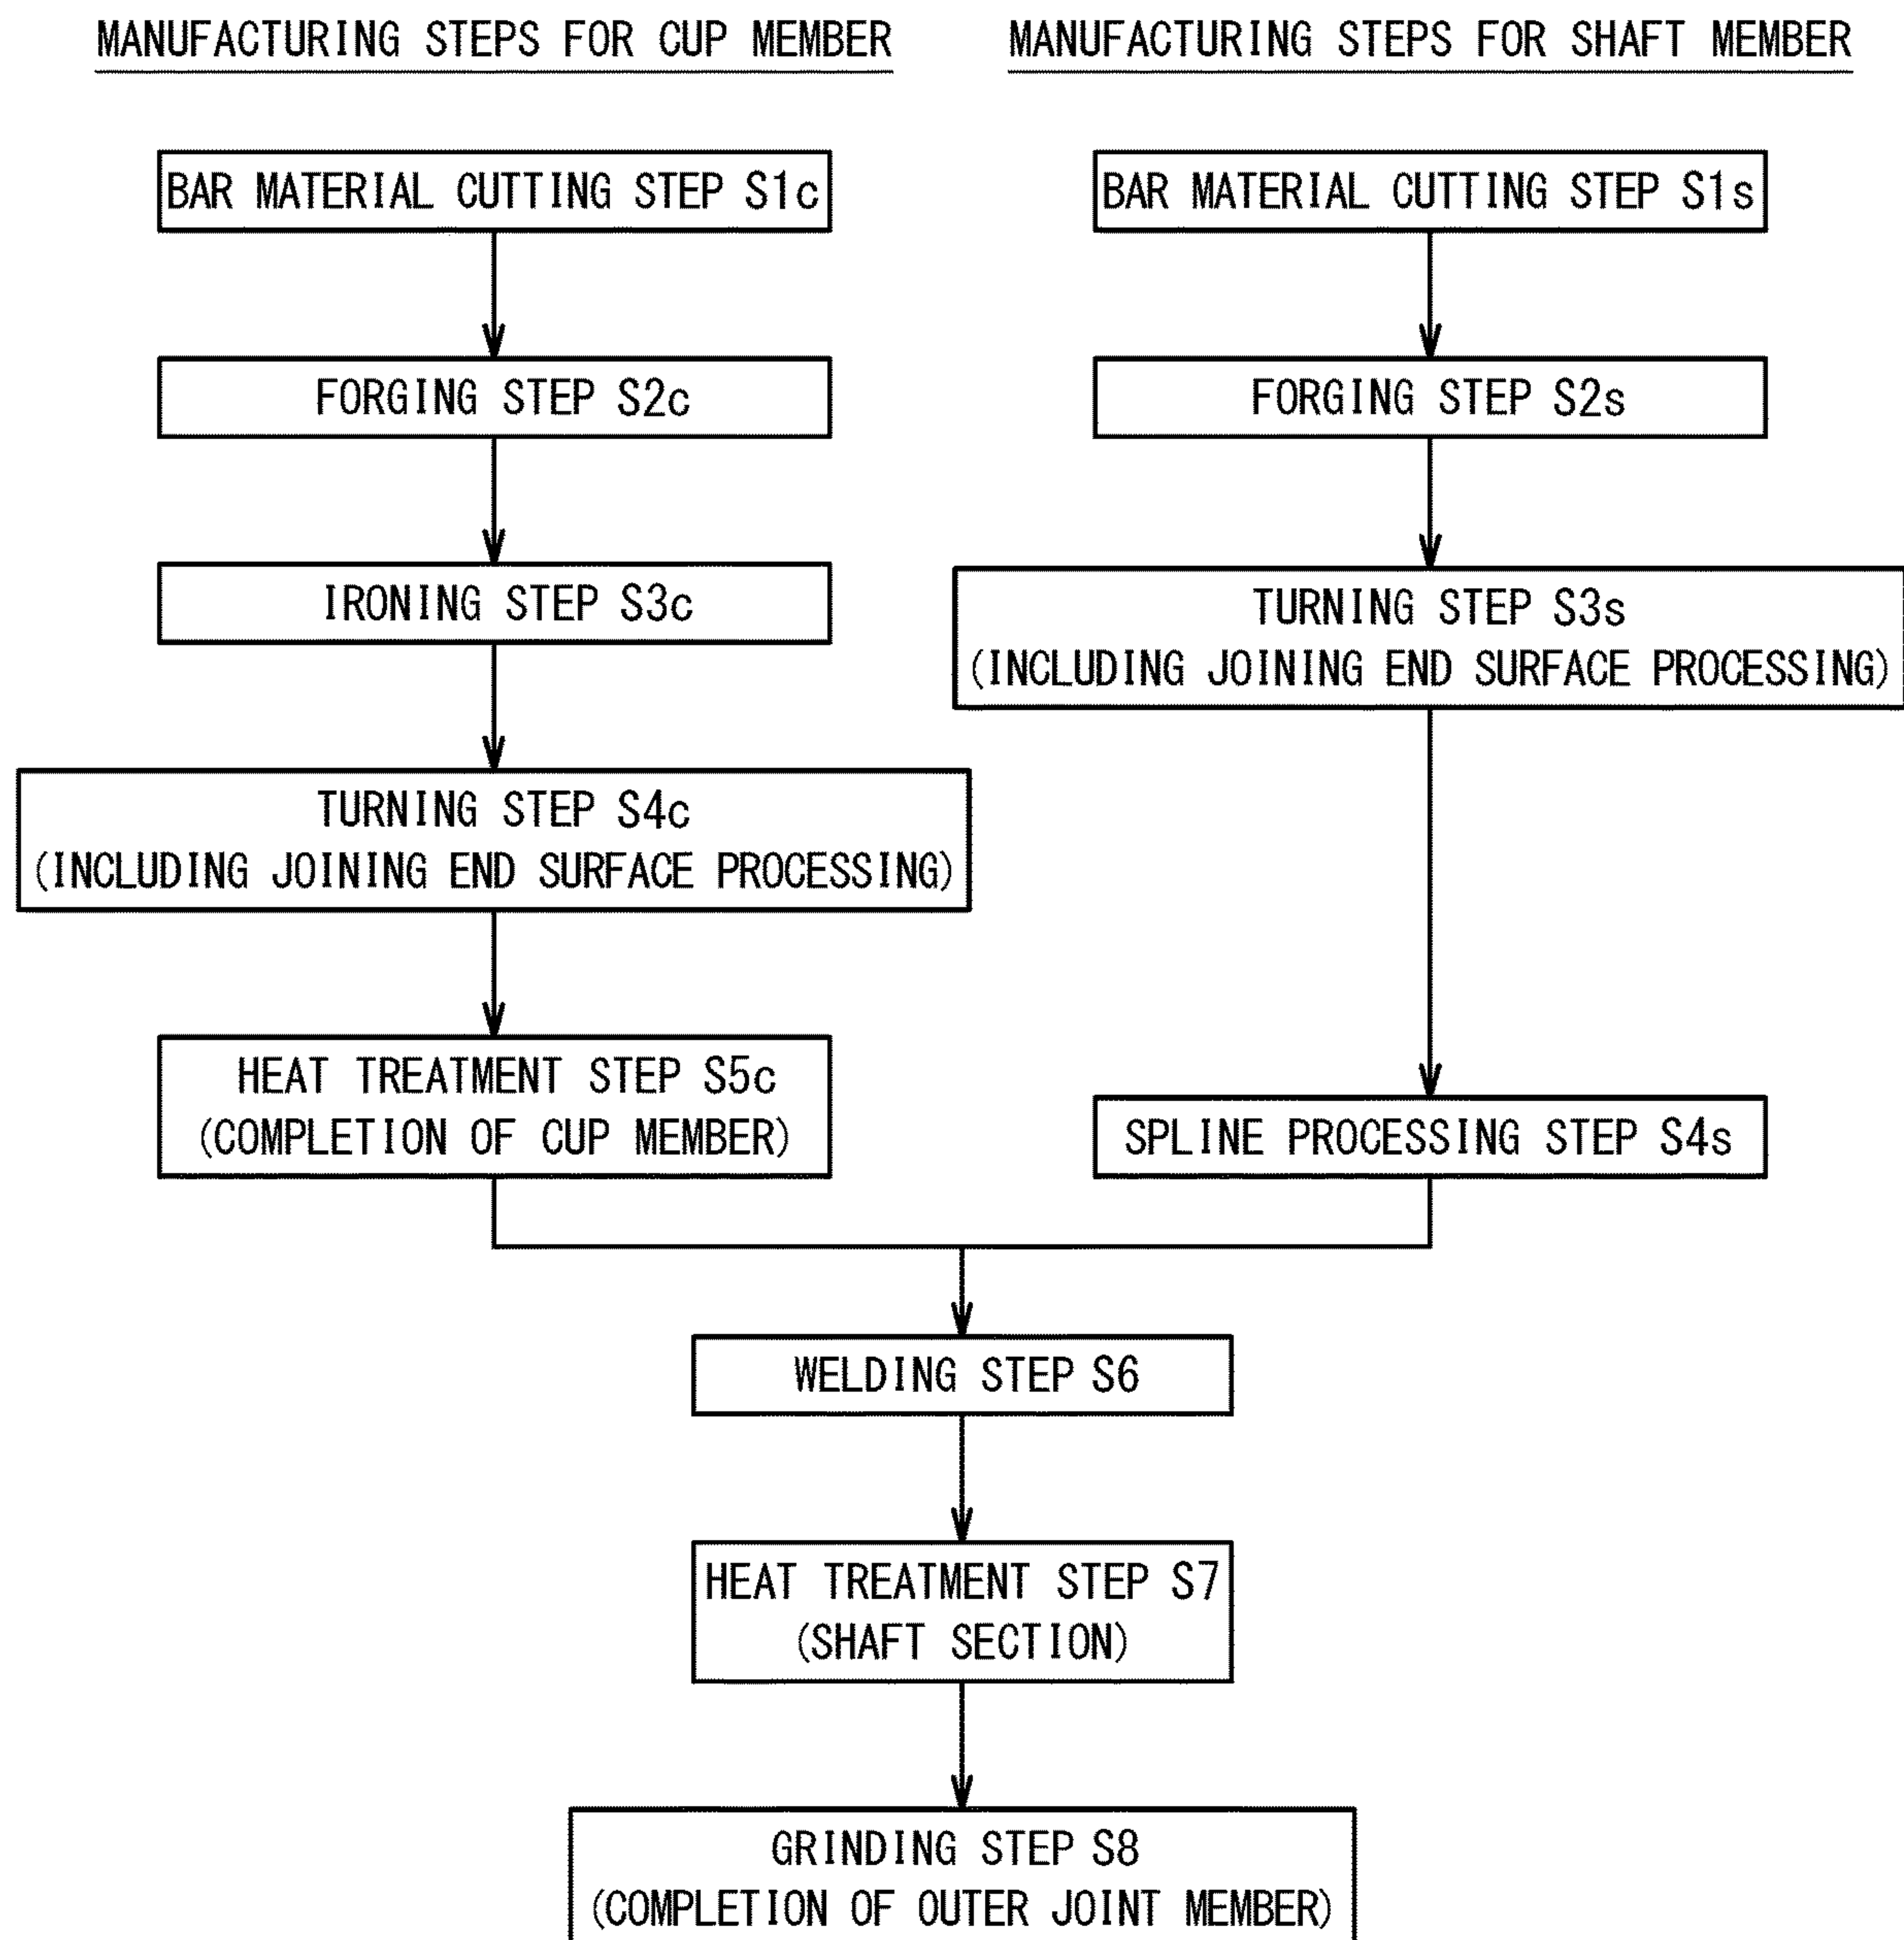 MANUFACTURING STEPS FOR CUP MEMBER
BAR MATERIAL CUTTING STEP S1c
FORGING STEP S2c
IRONING STEP S3c
TURNING STEP S4c
(INCLUDING JOINING END SURFACE PROCESSING)
HEAT TREATMENT STEP S5c
(COMPLETION OF CUP MEMBER)
MANUFACTURING STEPS FOR SHAFT MEMBER
BAR MATERIAL CUTTING STEP S1s
FORGING STEP S2s
TURNING STEP S3s
(INCLUDING JOINING END SURFACE PROCESSING)
SPLINE PROCESSING STEP S4s
WELDING STEP S6
HEAT TREATMENT STEP S7
(SHAFT SECTION)
GRINDING STEP S8
(COMPLETION OF OUTER JOINT MEMBER)